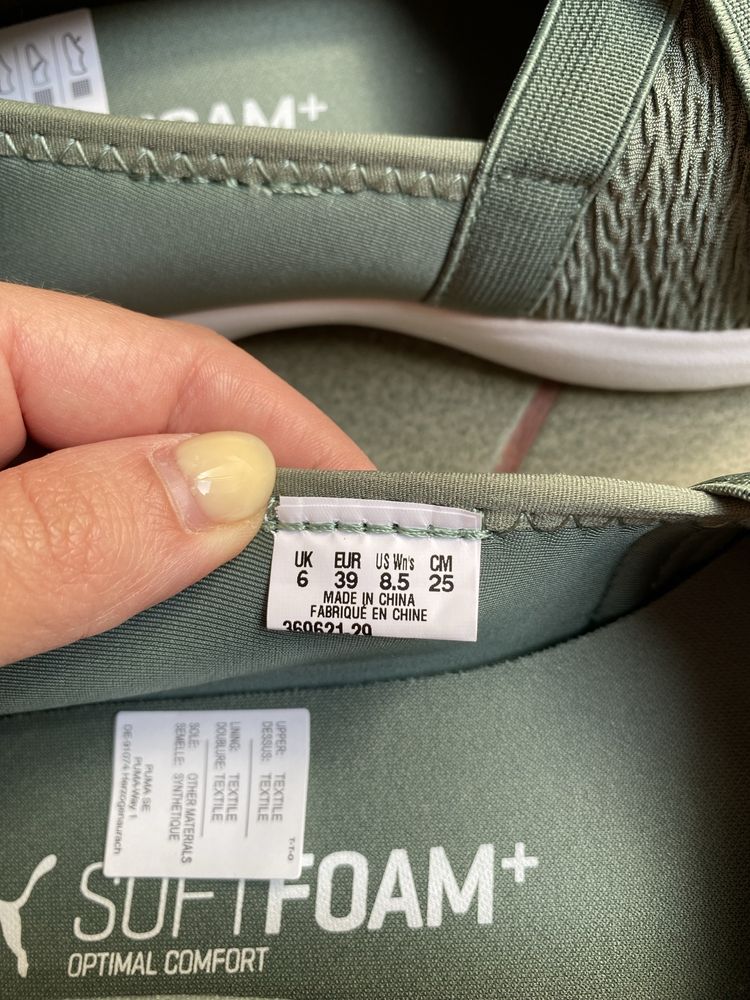 FOAM+
UK EUR US Wn's CM
6 39 8.5 25
MADE IN CHINA
FABRIQUÉ EN CHINE
369621-29
UPPER: TEXTILE
DESSUS: TEXTILE
LINING: TEXTILE
DOUBLURE: TEXTILE
SOLE: OTHER MATERIALS
SEMELLE: SYNTHETIQUE
PUMA SE
PUMA Way 1
DE-91074 Herzogenaurach
T-T-O
SOFTFOAM+
OPTIMAL COMFORT